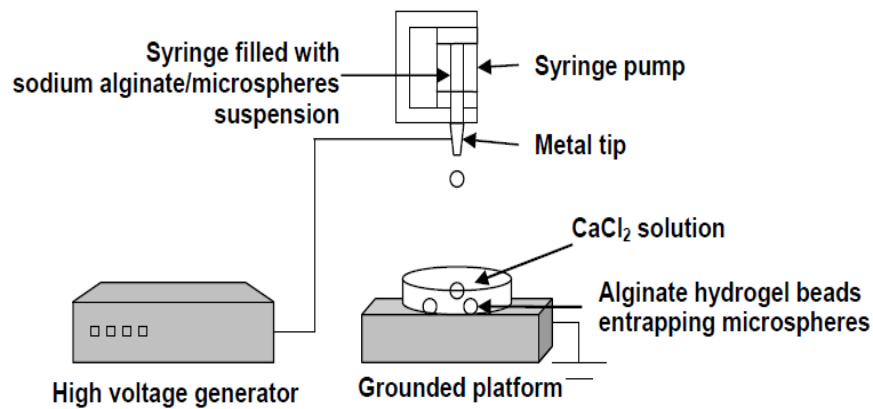 Syringe filled with
sodium alginate/microspheres
suspension
Syringe pump
Metal tip
CaCl₂ solution
Alginate hydrogel beads
entrapping microspheres
High voltage generator
Grounded platform